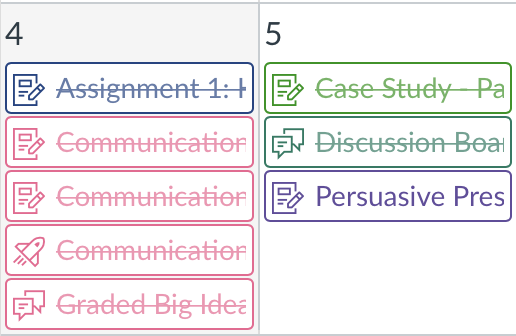 4
Assignment 1:
Communication
Communication
Communication
Graded Big Idea
5
Case Study - Pa
Discussion Boar
Persuasive Pres